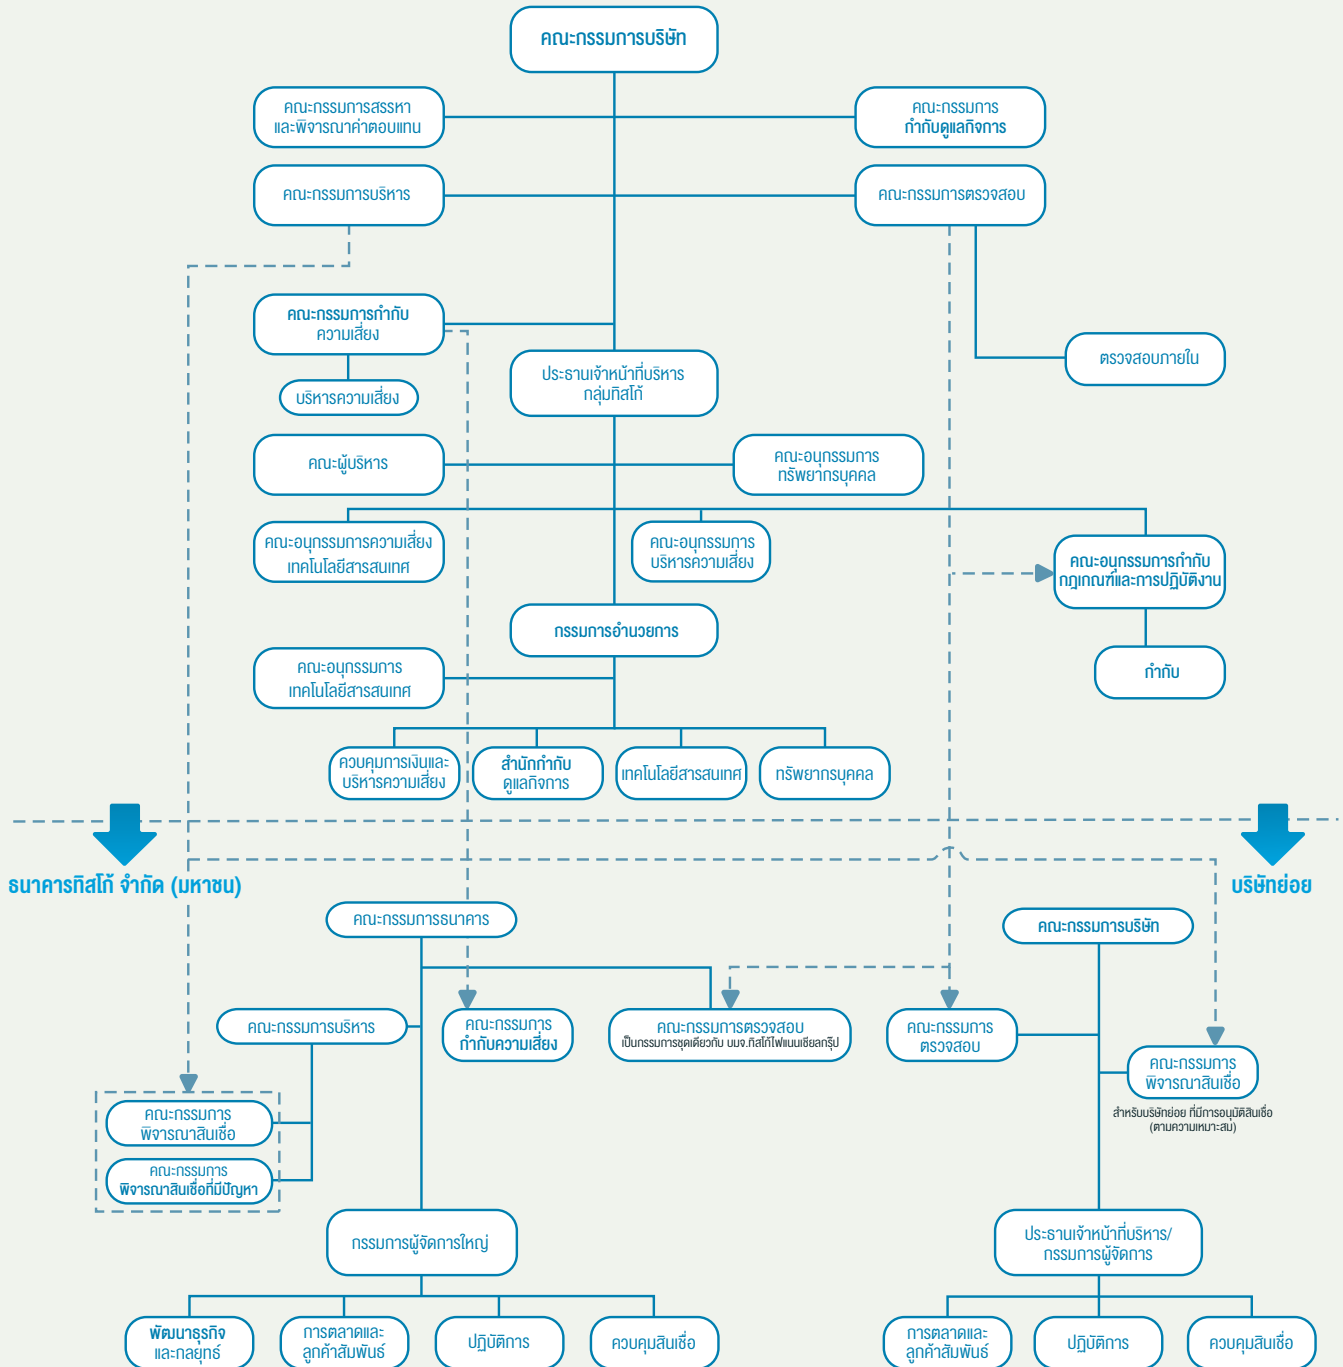 คณะกรรมการบริษัท
คณะกรรมการสรรหา
และพิจารณาค่าตอบแทน
คณะกรรมการ
กำกับดูแลกิจการ
คณะกรรมการบริหาร
คณะกรรมการตรวจสอบ
คณะกรรมการกำกับ
ความเสี่ยง
บริหารความเสี่ยง
ประธานเจ้าหน้าที่บริหาร
กลุ่มทิสโก้
ตรวจสอบภายใน
คณะผู้บริหาร
คณะอนุกรรมการ
ทรัพยากรบุคคล
คณะอนุกรรมการความเสี่ยง
เทคโนโลยีสารสนเทศ
คณะอนุกรรมการ
บริหารความเสี่ยง
คณะอนุกรรมการกำกับ
กฎเกณฑ์และการปฏิบัติงาน
กรรมการอำนวยการ
กำกับ
คณะอนุกรรมการ
เทคโนโลยีสารสนเทศ
ควบคุมการเงินและ
บริหารความเสี่ยง
สำนักกำกับ
ดูแลกิจการ
เทคโนโลยีสารสนเทศ
ทรัพยากรบุคคล
ธนาคารทิสโก้ จำกัด (มหาชน)
บริษัทย่อย
คณะกรรมการธนาคาร
คณะกรรมการบริษัท
คณะกรรมการบริหาร
คณะกรรมการ
กำกับความเสี่ยง
คณะกรรมการตรวจสอบ
เป็นกรรมการชุดเดียวกับ บมจ.ทิสโก้ไฟแนนเชียลกรุ๊ป
คณะกรรมการ
ตรวจสอบ
คณะกรรมการ
พิจารณาสินเชื่อ
สำหรับบริษัทย่อย ที่มีการอนุมัติสินเชื่อ
(ตามความเหมาะสม)
คณะกรรมการ
พิจารณาสินเชื่อ
คณะกรรมการ
พิจารณาสินเชื่อที่มีปัญหา
กรรมการผู้จัดการใหญ่
ประธานเจ้าหน้าที่บริหาร/
กรรมการผู้จัดการ
พัฒนาธุรกิจ
และกลยุทธ์
การตลาดและ
ลูกค้าสัมพันธ์
ปฏิบัติการ
ควบคุมสินเชื่อ
การตลาดและ
ลูกค้าสัมพันธ์
ปฏิบัติการ
ควบคุมสินเชื่อ